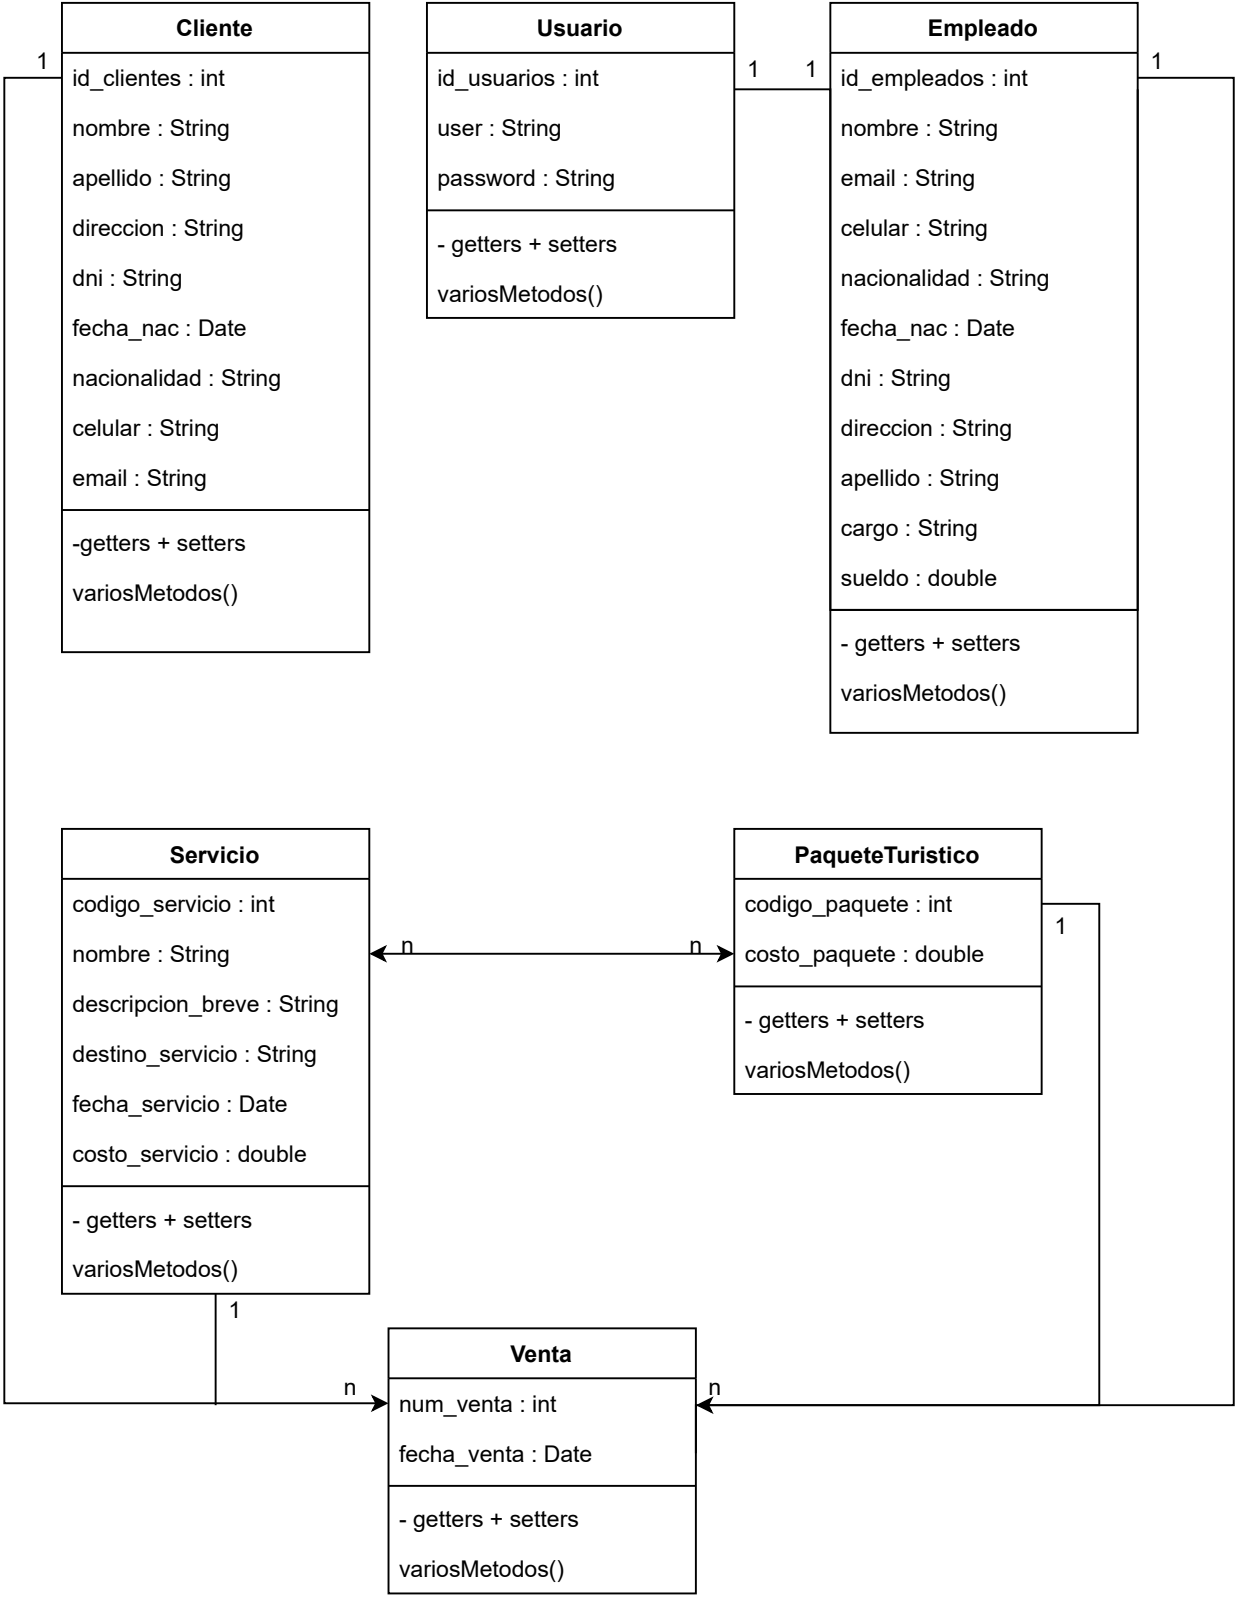 Cliente
id_clientes : int
nombre : String
apellido : String
direccion : String
dni : String
fecha_nac : Date
nacionalidad : String
celular : String
email : String
-getters + setters
variosMetodos()
1
Usuario
id_usuarios : int
user : String
password : String
- getters + setters
variosMetodos()
1
1
Empleado
id_empleados : int
nombre : String
email : String
celular : String
nacionalidad : String
fecha_nac : Date
dni : String
direccion : String
apellido : String
cargo : String
sueldo : double
- getters + setters
variosMetodos()
1
Servicio
codigo_servicio : int
nombre : String
descripcion_breve : String
destino_servicio : String
fecha_servicio : Date
costo_servicio : double
- getters + setters
variosMetodos()
1
n
n
PaqueteTuristico
codigo_paquete : int
costo_paquete : double
- getters + setters
variosMetodos()
1
n
Venta
num_venta : int
fecha_venta : Date
- getters + setters
variosMetodos()
n